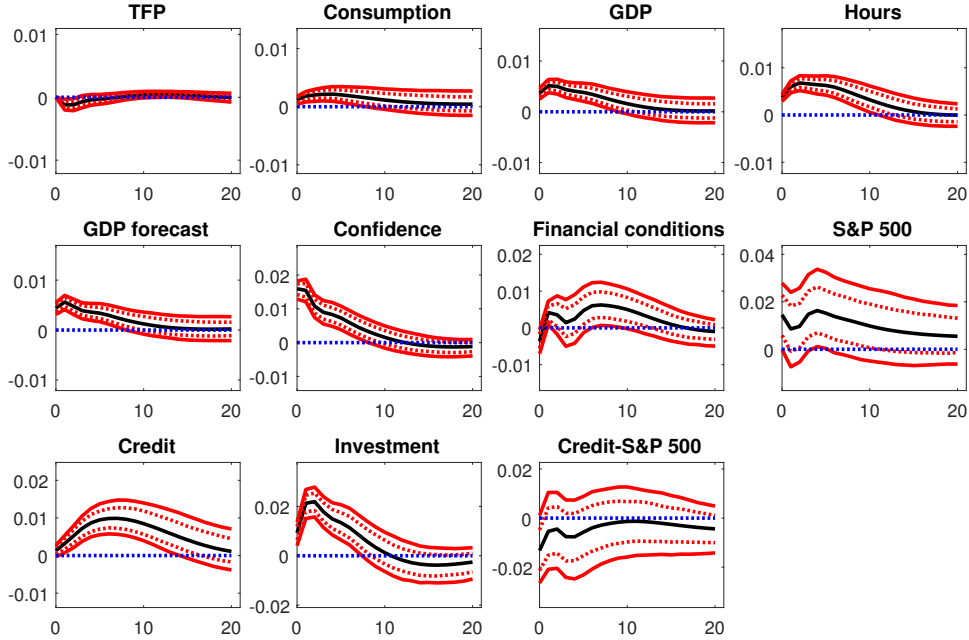 TFP
Consumption
GDP
Hours
0.01
0
-0.01
0 10 20
0.01
0
-0.01
0 10 20
0.01
0
-0.01
0 10 20
0.01
0
-0.01
0 10 20
GDP forecast
Confidence
Financial conditions
S&P 500
0.01
0
-0.01
0 10 20
0.02
0.01
0
-0.01
0 10 20
0.02
0.01
0
-0.01
0 10 20
0.04
0.02
0
0 10 20
Credit
Investment
Credit-S&P 500
0.02
0.01
0
-0.01
0 10 20
0.02
0
-0.02
0 10 20
0.02
0
-0.02
0 10 20